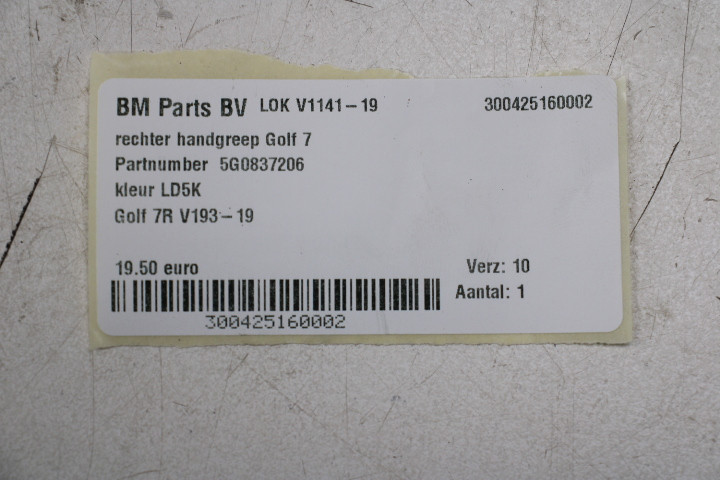 BM Parts BV LOK V1141-19 300425160002
rechter handgreep Golf 7
Partnumber 5G0837206
kleur LD5K
Golf 7R V193-19
19.50 euro Verz: 10
Aantal: 1
300425160002